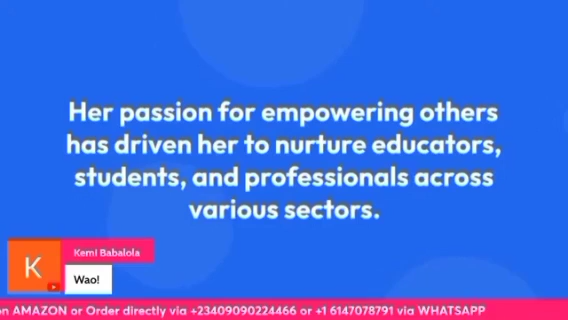 Her passion for empowering others
has driven her to nurture educators,
students, and professionals across
various sectors.
K
Kemi Babalola
Wao!
on AMAZON or Order directly via +23409090224466 or +1 6147078791 via WHATSAPP